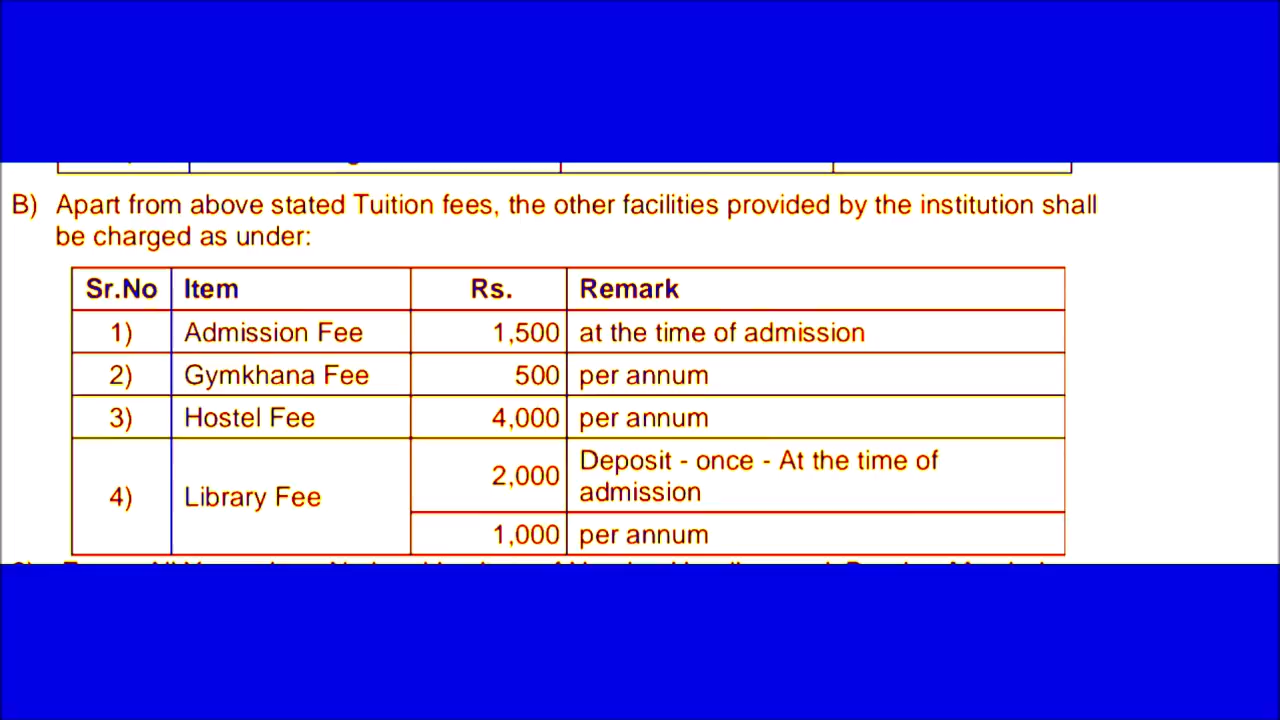 B) Apart from above stated Tuition fees, the other facilities provided by the institution shall
be charged as under:
Sr.No Item Rs. Remark
1) Admission Fee 1,500 at the time of admission
2) Gymkhana Fee 500 per annum
3) Hostel Fee 4,000 per annum
4) Library Fee 2,000 Deposit - once - At the time of
admission
1,000 per annum